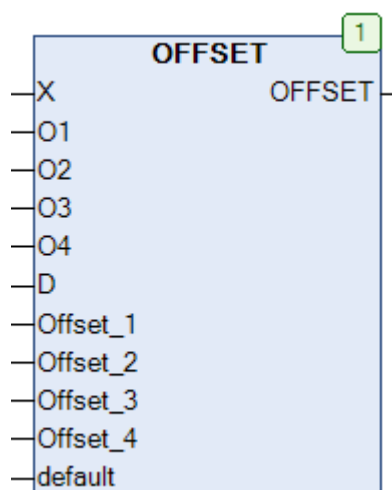 1
OFFSET
X OFFSET
O1
O2
O3
O4
D
Offset_1
Offset_2
Offset_3
Offset_4
default